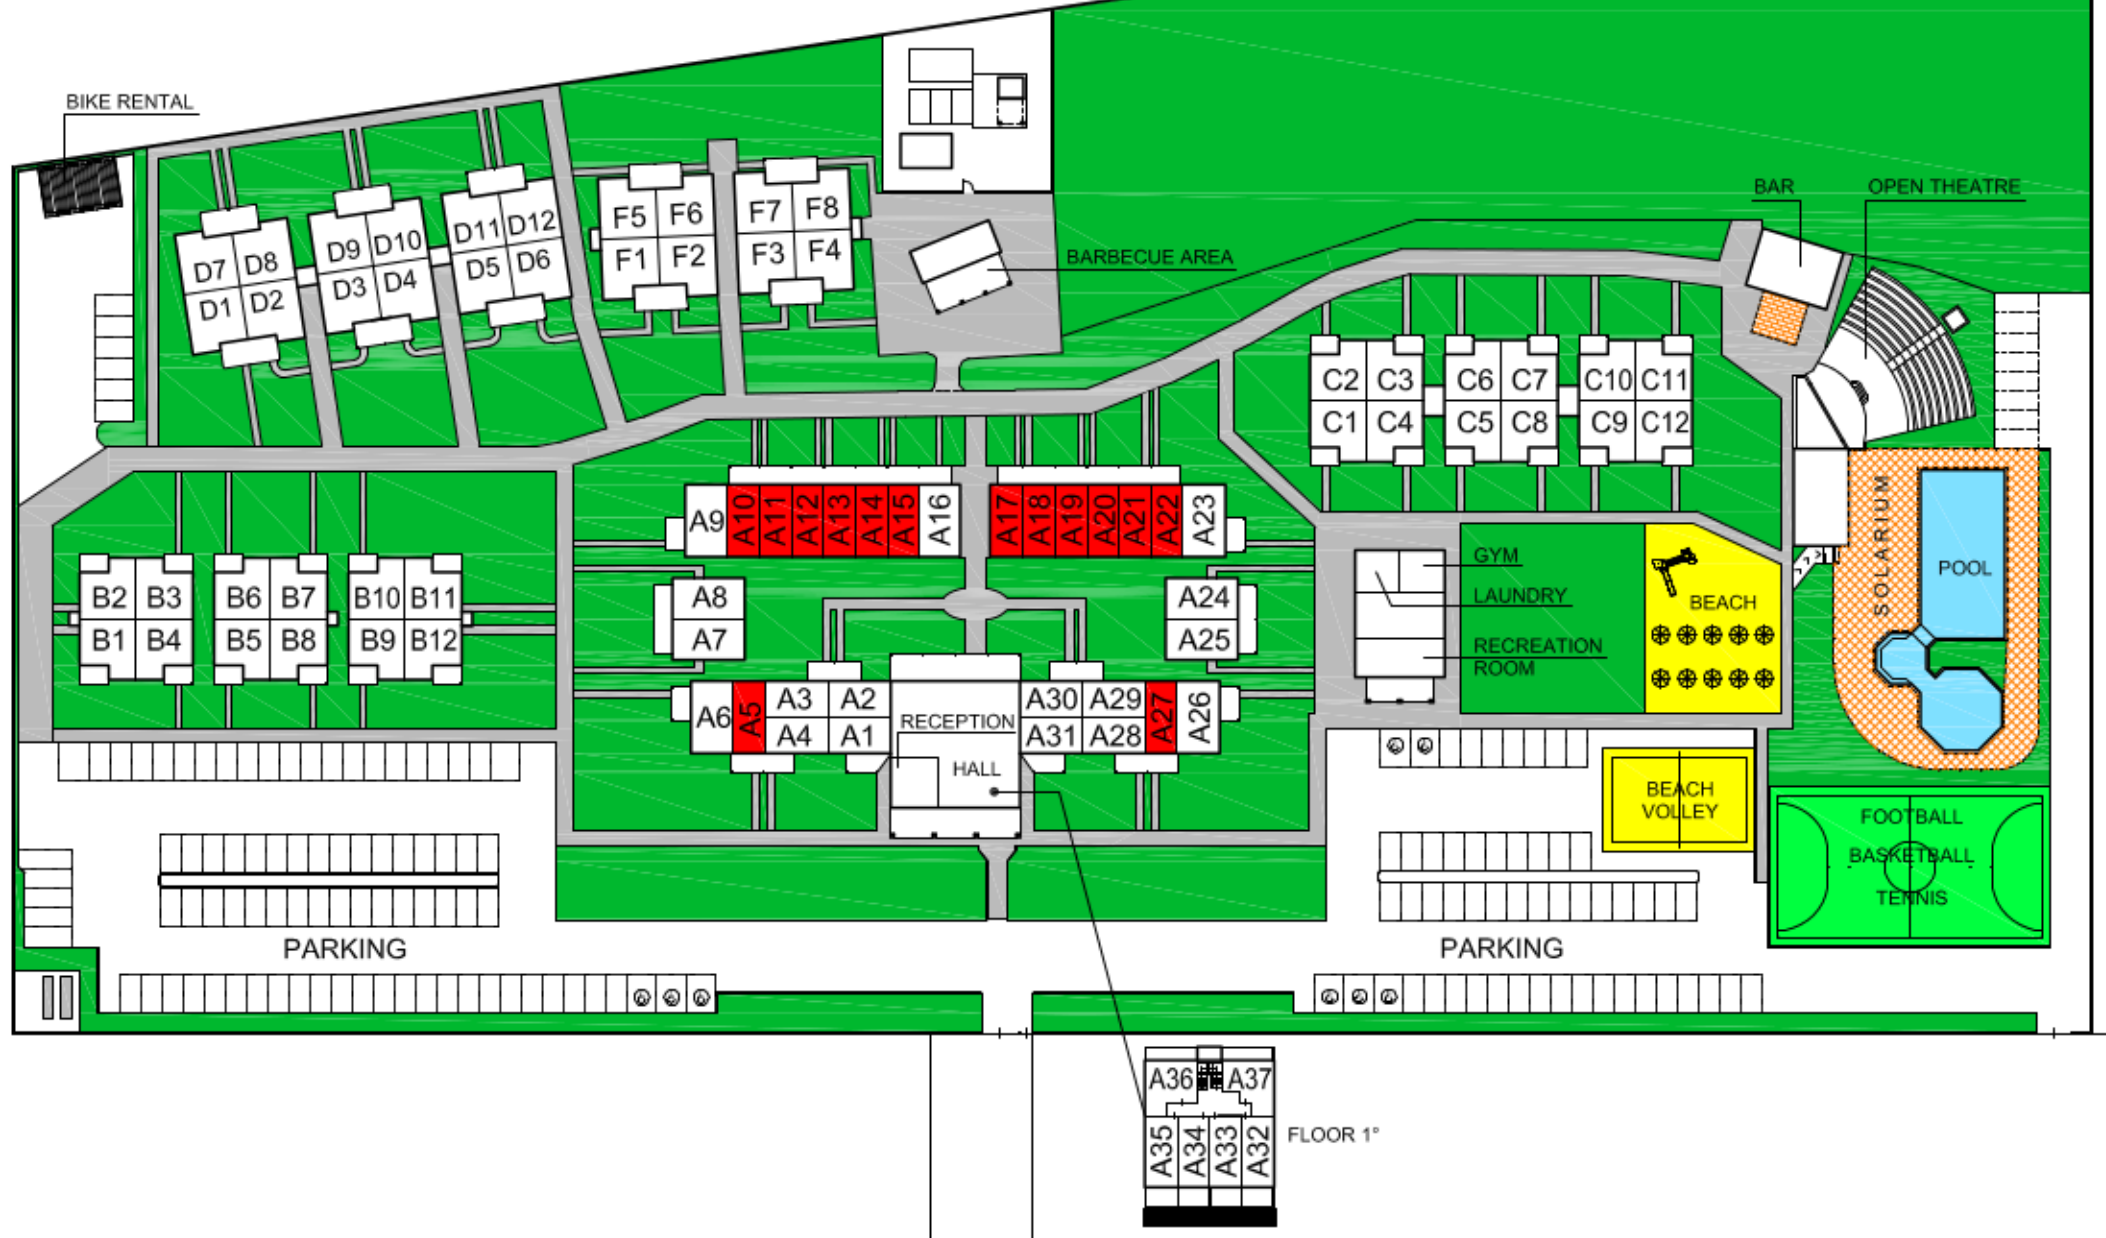 BIKE RENTAL
D7 D8
D1 D2
D9 D10
D3 D4
D11 D12
D5 D6
F5 F6
F1 F2
F7 F8
F3 F4
BARBECUE AREA
BAR
OPEN THEATRE
C2 C3
C1 C4
C6 C7
C5 C8
C10 C11
C9 C12
A9 A10 A11 A12 A13 A14 A15 A16
A17 A18 A19 A20 A21 A22 A23
B2 B3
B1 B4
B6 B7
B5 B8
B10 B11
B9 B12
A8
A7
A24
A25
GYM
LAUNDRY
RECREATION
ROOM
BEACH
SOLARIUM
POOL
A6 A5 A3 A2
A4 A1
RECEPTION
HALL
A30 A29 A27 A26
A31 A28
BEACH
VOLLEY
FOOTBALL
BASKETBALL
TENNIS
PARKING
PARKING
A36 A37
A35 A34 A33 A32
FLOOR 1°